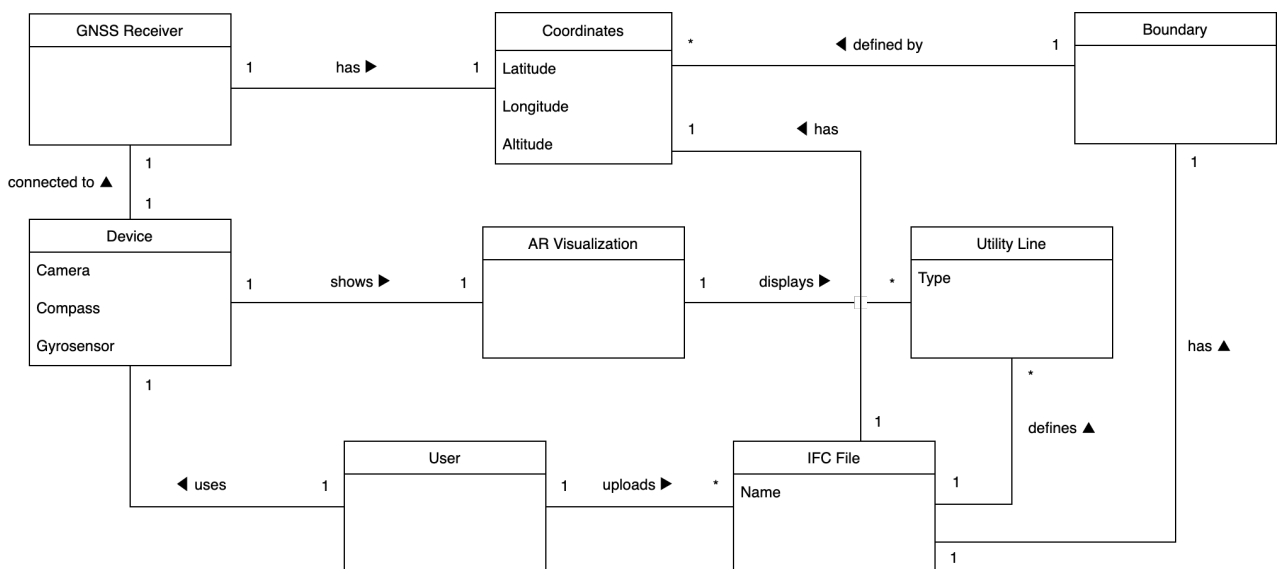 GNSS Receiver
Coordinates
Boundary
1 has ▶ 1
Latitude
Longitude
Altitude
* ◀ defined by 1
1 ◀ has
1
connected to ▲
1
1
Device
Camera
Compass
Gyrosensor
AR Visualization
Utility Line
Type
1 shows ▶ 1
1 displays ▶ *
has ▲
1
*
defines ▲
1
User
IFC File
Name
◀ uses 1
1 uploads ▶ *
1
1